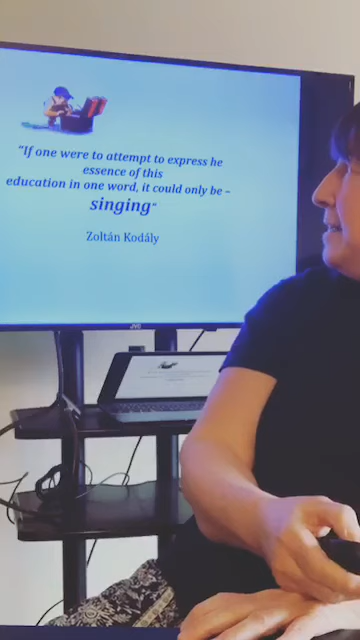 "If one were to attempt to express he
essence of this
education in one word, it could only be –
singing"
Zoltán Kodály
JVC